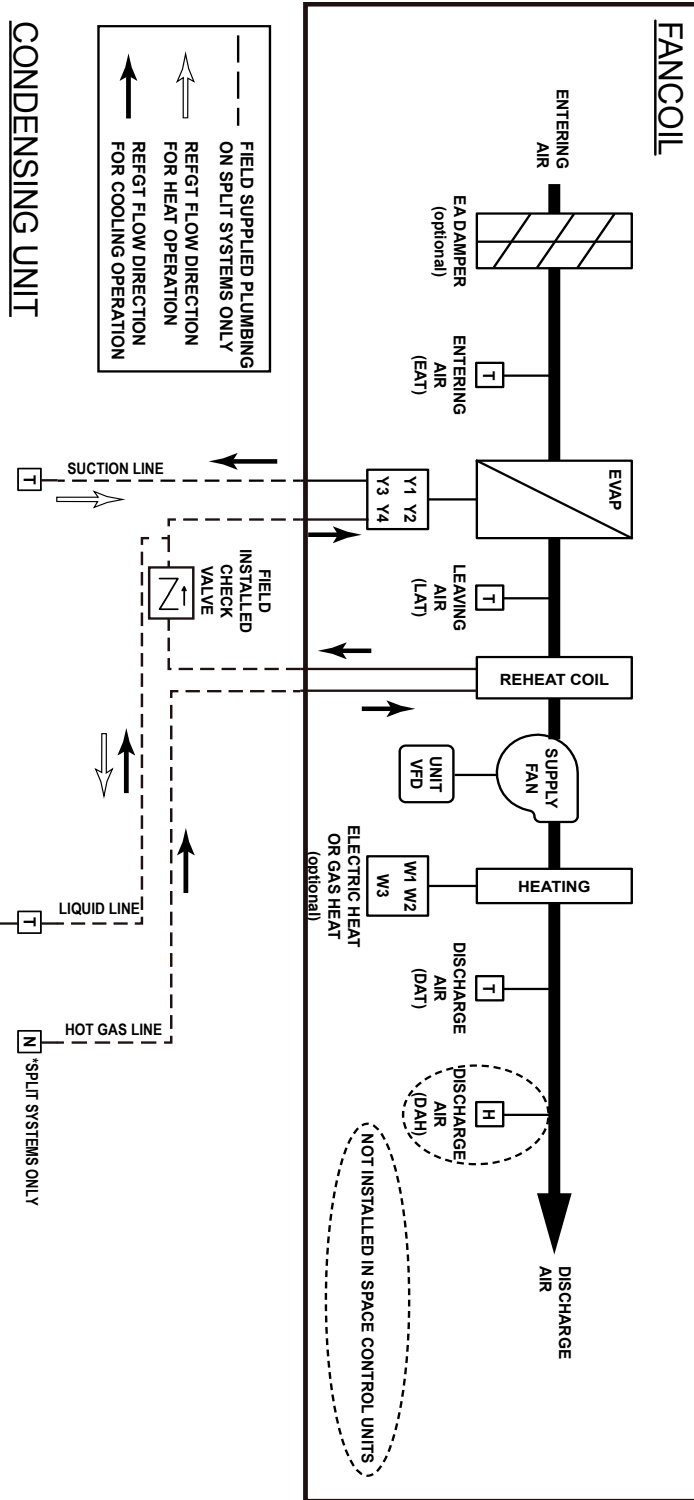 FANCOIL
ENTERING
AIR
EA DAMPER
(optional)
ENTERING
AIR
(EAT)
T
EVAP
Y1 Y2
Y3 Y4
LEAVING
AIR
(LAT)
T
REHEAT COIL
SUPPLY
FAN
UNIT
VFD
HEATING
W1 W2
W3
ELECTRIC HEAT
OR GAS HEAT
(optional)
DISCHARGE
AIR
(DAT)
T
DISCHARGE
AIR
(DAH)
H
DISCHARGE
AIR
NOT INSTALLED IN SPACE CONTROL UNITS
FIELD SUPPLIED PLUMBING
ON SPLIT SYSTEMS ONLY
REFGT FLOW DIRECTION
FOR HEAT OPERATION
REFGT FLOW DIRECTION
FOR COOLING OPERATION
SUCTION LINE
T
FIELD
INSTALLED
CHECK
VALVE
LIQUID LINE
T
HOT GAS LINE
N
*SPLIT SYSTEMS ONLY
CONDENSING UNIT